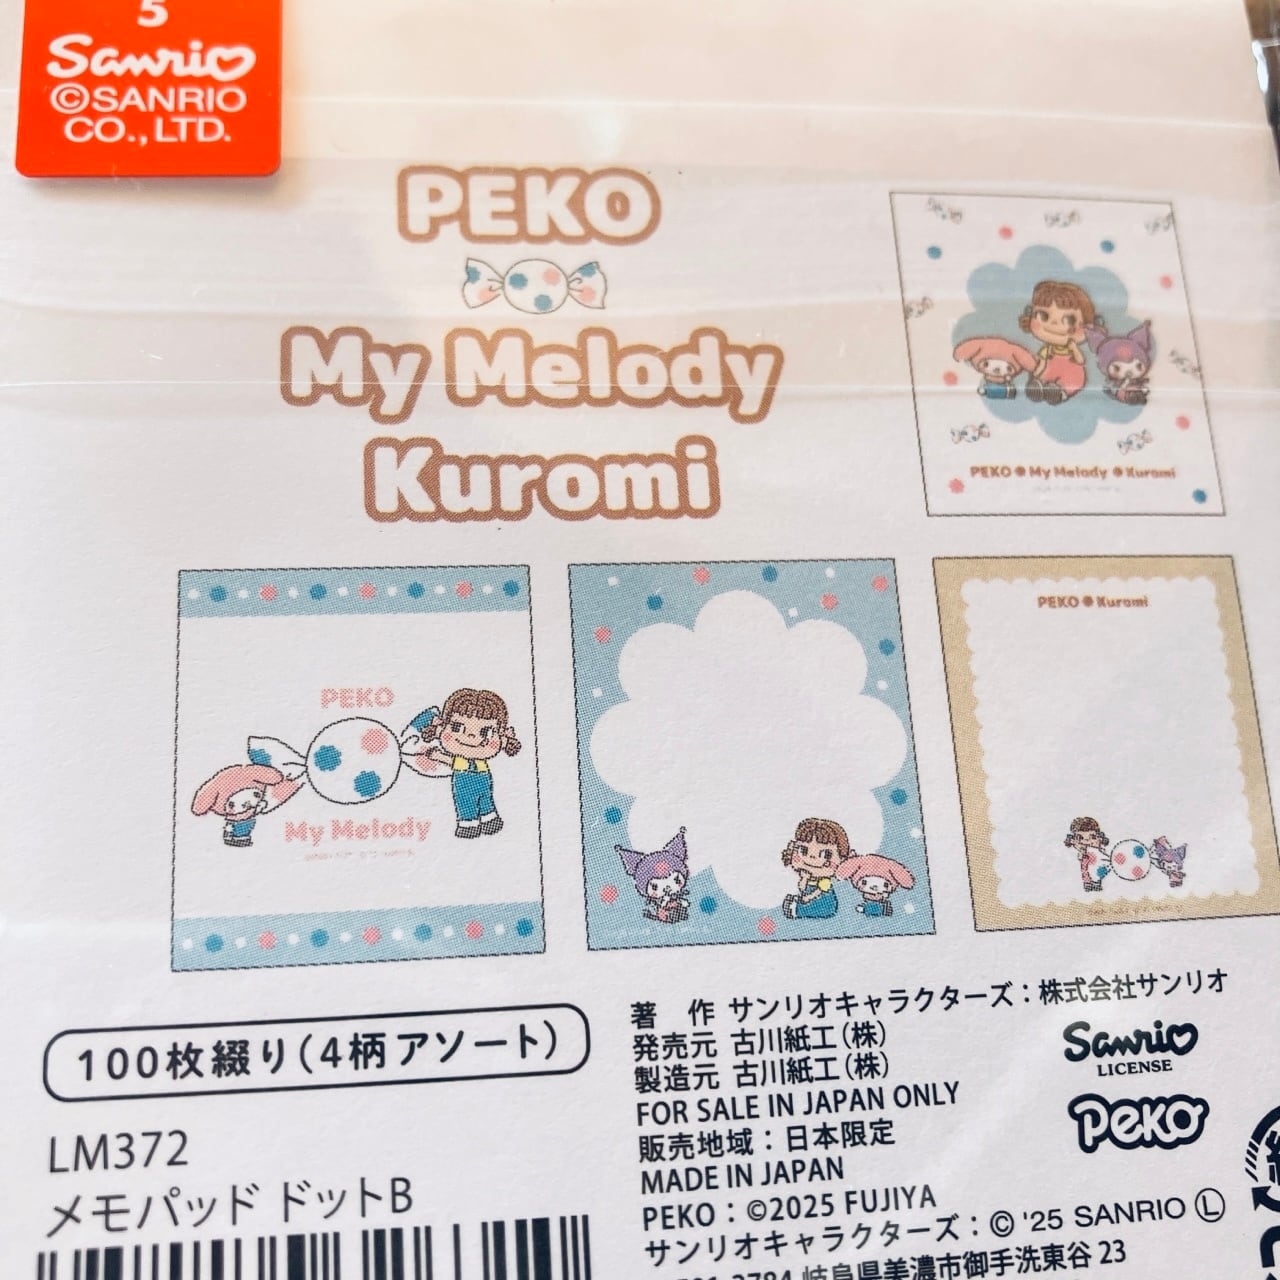 5
Sanrio
©SANRIO
CO., LTD.
PEKO
My Melody
Kuromi
PEKO My Melody Kuromi
PEKO
My Melody
PEKO Kuromi
100枚綴り(4柄アソート)
LM372
メモパッド ドットB
著 作 サンリオキャラクターズ:株式会社サンリオ
発売元 古川紙工(株)
製造元 古川紙工(株)
FOR SALE IN JAPAN ONLY
販売地域:日本限定
MADE IN JAPAN
PEKO:©2025 FUJIYA
サンリオキャラクターズ:© '25 SANRIO Ⓛ
岐阜県美濃市御手洗東谷 23
Sanrio
LICENSE
PeKo